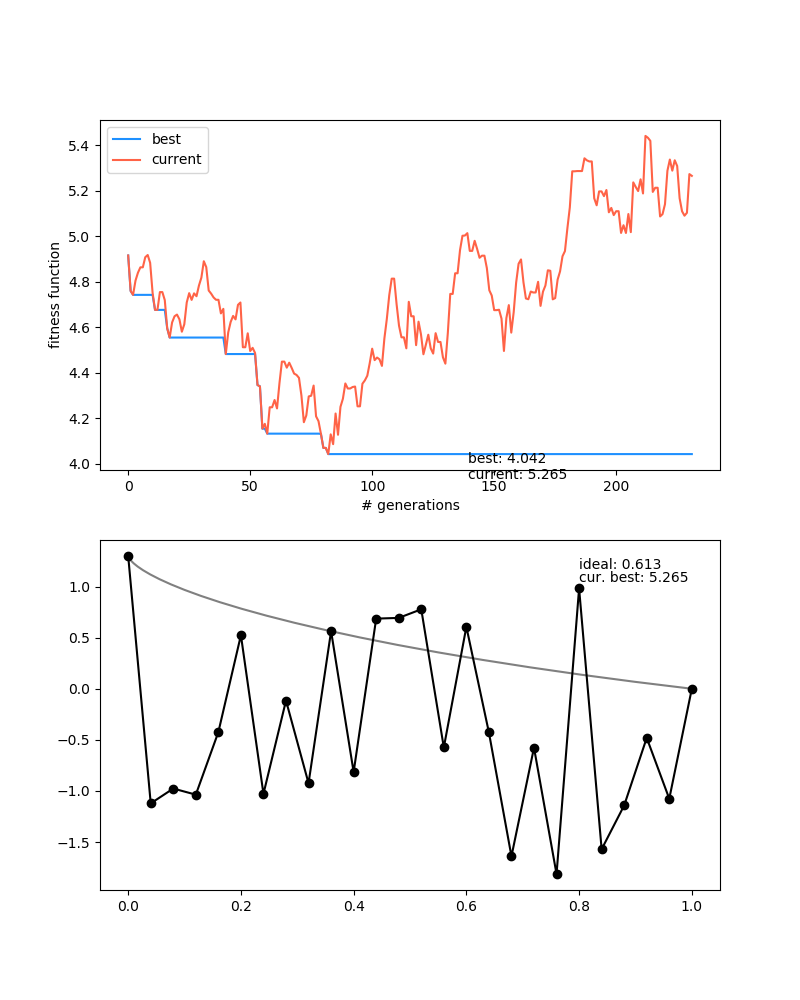 best
current
5.4
5.2
5.0
4.8
4.6
4.4
4.2
4.0
fitness function
best: 4.042
current: 5.265
0 50 100 150 200
# generations
ideal: 0.613
cur. best: 5.265
1.0
0.5
0.0
−0.5
−1.0
−1.5
0.0 0.2 0.4 0.6 0.8 1.0